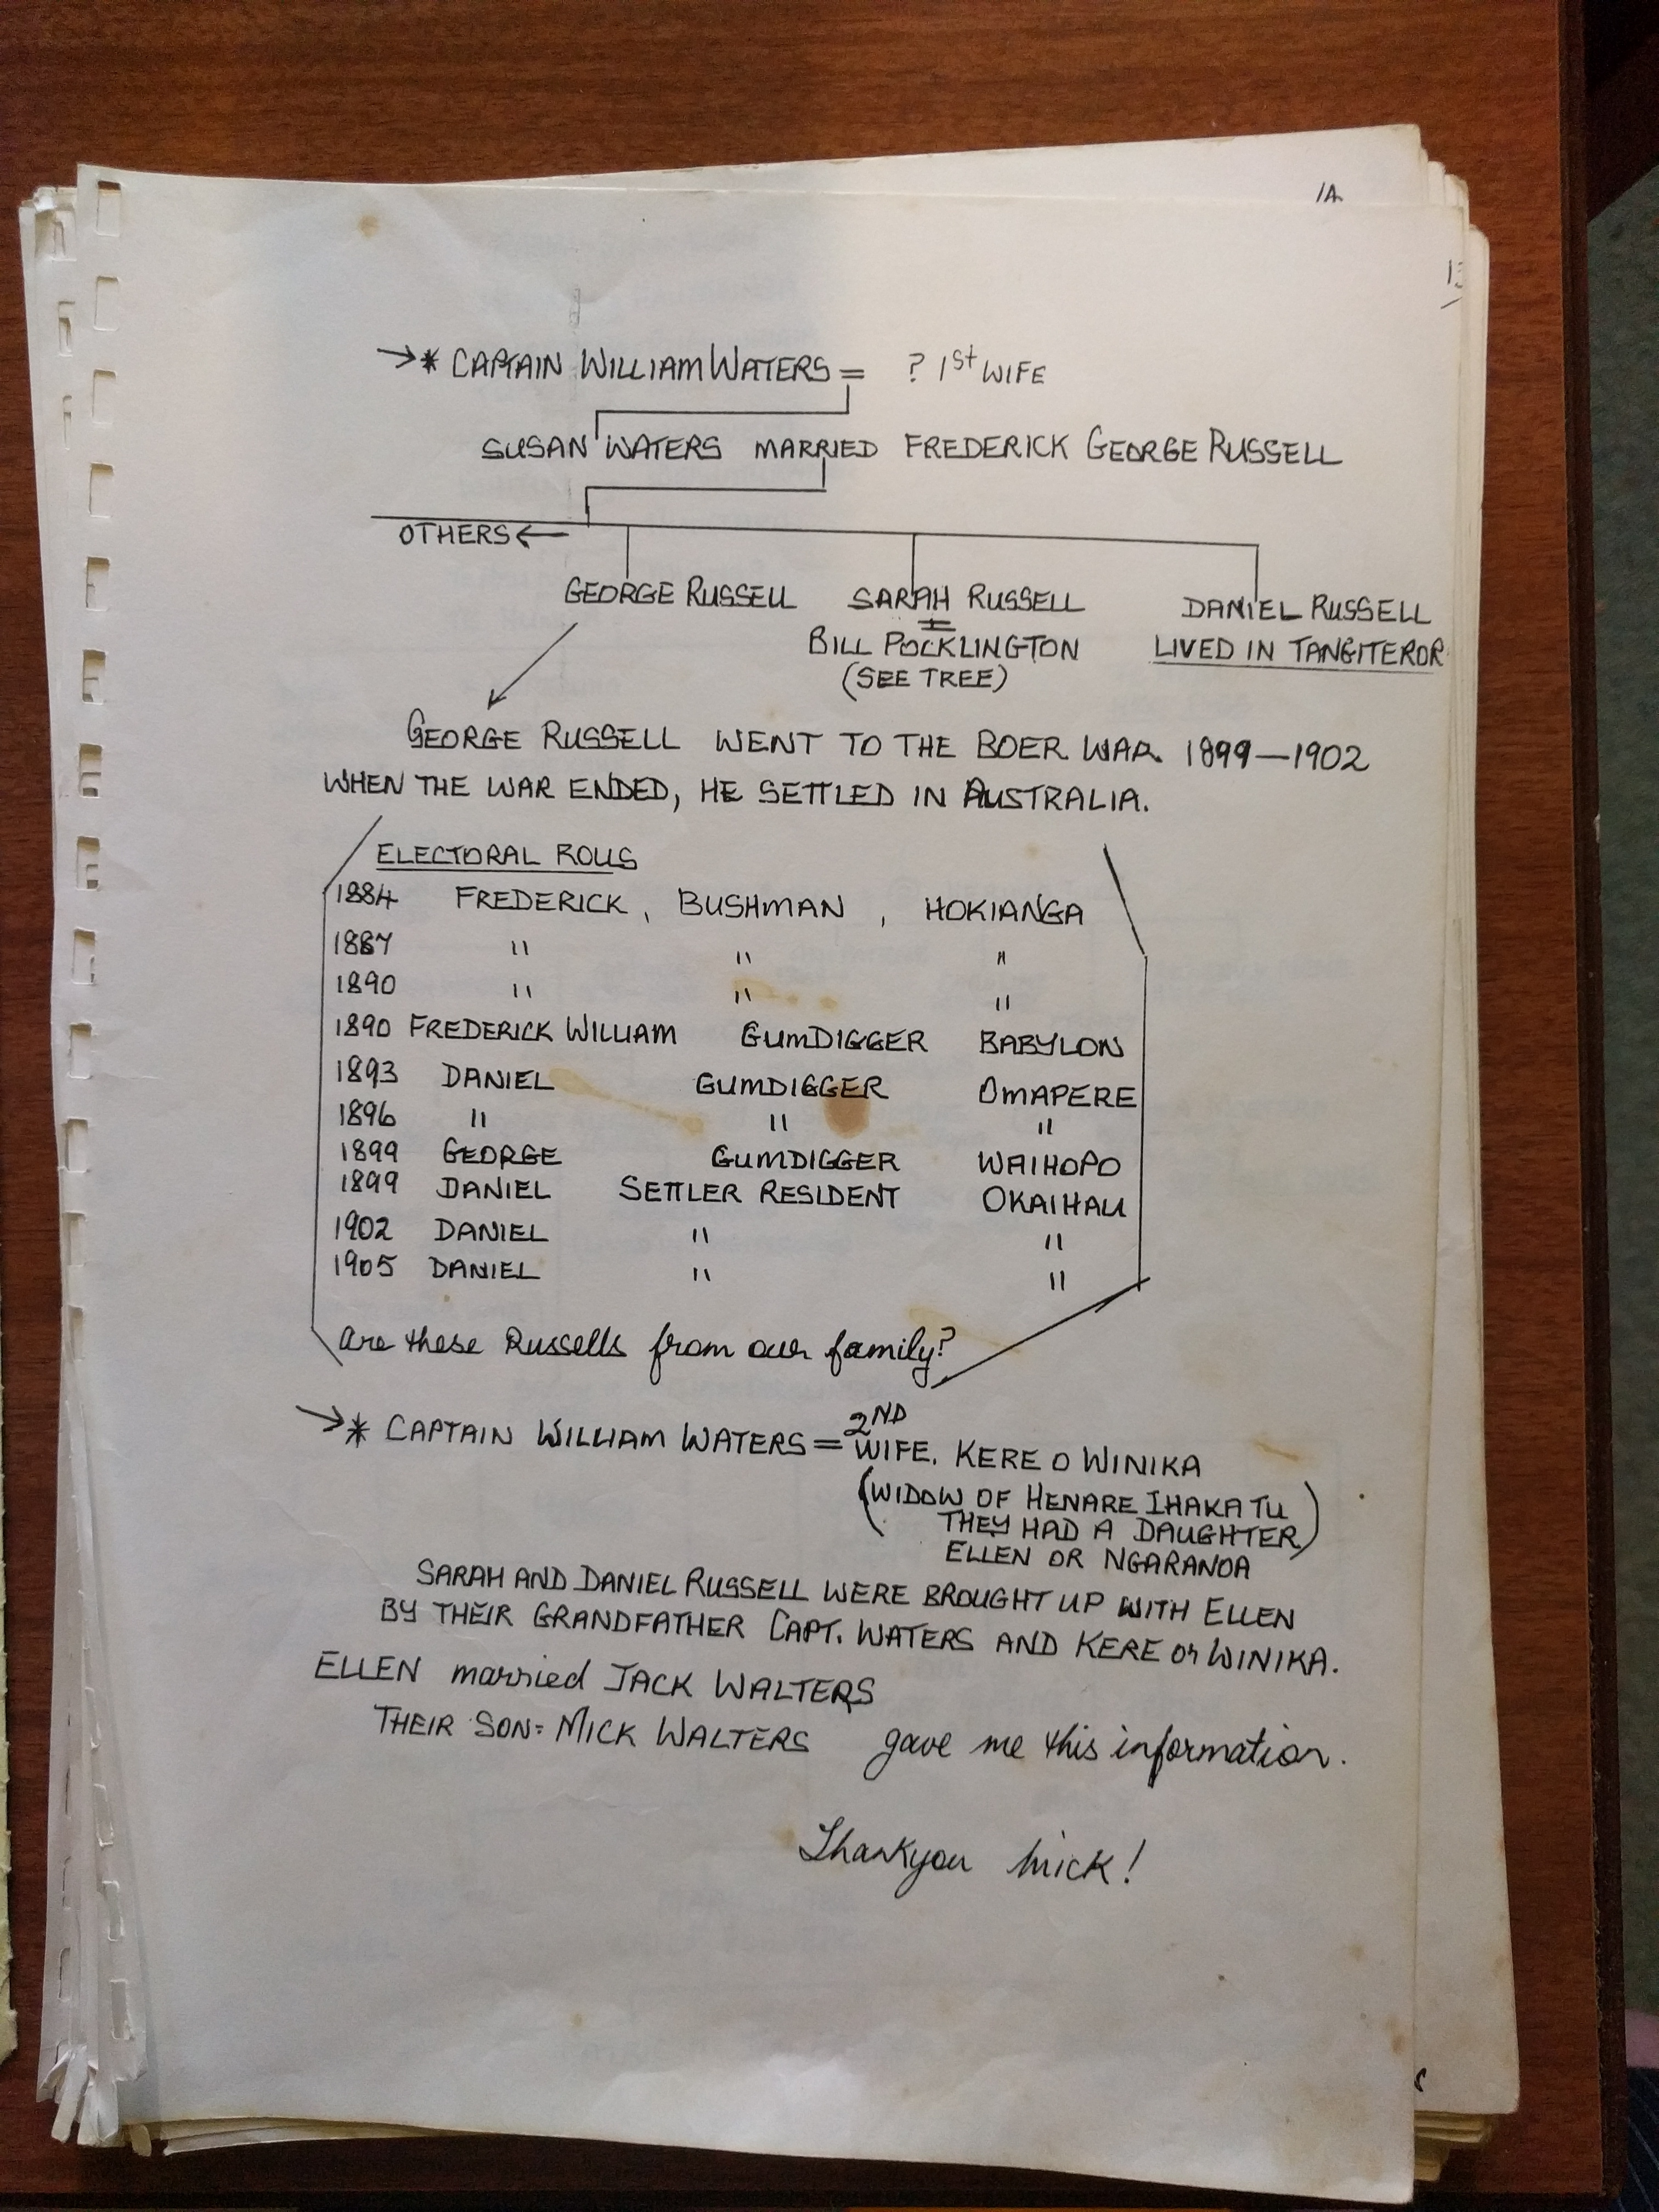 1A
→* CAPTAIN WILLIAM WATERS = ? 1st WIFE
SUSAN WATERS MARRIED FREDERICK GEORGE RUSSELL
OTHERS ←
GEORGE RUSSELL SARAH RUSSELL DANIEL RUSSELL
= BILL POCKLINGTON LIVED IN TANGITEROR
(SEE TREE)
GEORGE RUSSELL WENT TO THE BOER WAR. 1899—1902
WHEN THE WAR ENDED, HE SETTLED IN AUSTRALIA.
ELECTORAL ROLLS
1884 FREDERICK, BUSHMAN, HOKIANGA
1887 " " "
1890 " " "
1890 FREDERICK WILLIAM GUMDIGGER BABYLON
1893 DANIEL GUMDIGGER OMAPERE
1896 " " "
1899 GEORGE GUMDIGGER WAIHOPO
1899 DANIEL SETTLER RESIDENT OKAIHAU
1902 DANIEL " "
1905 DANIEL " "
Are these Russells from our family?
→* CAPTAIN WILLIAM WATERS = 2ND WIFE. KERE O WINIKA
(WIDOW OF HENARE IHAKA TU
THEY HAD A DAUGHTER)
ELLEN OR NGARANOA
SARAH AND DANIEL RUSSELL WERE BROUGHT UP WITH ELLEN
BY THEIR GRANDFATHER CAPT. WATERS AND KERE or WINIKA.
ELLEN married JACK WALTERS
THEIR SON = MICK WALTERS gave me this information.
Thankyou Mick!